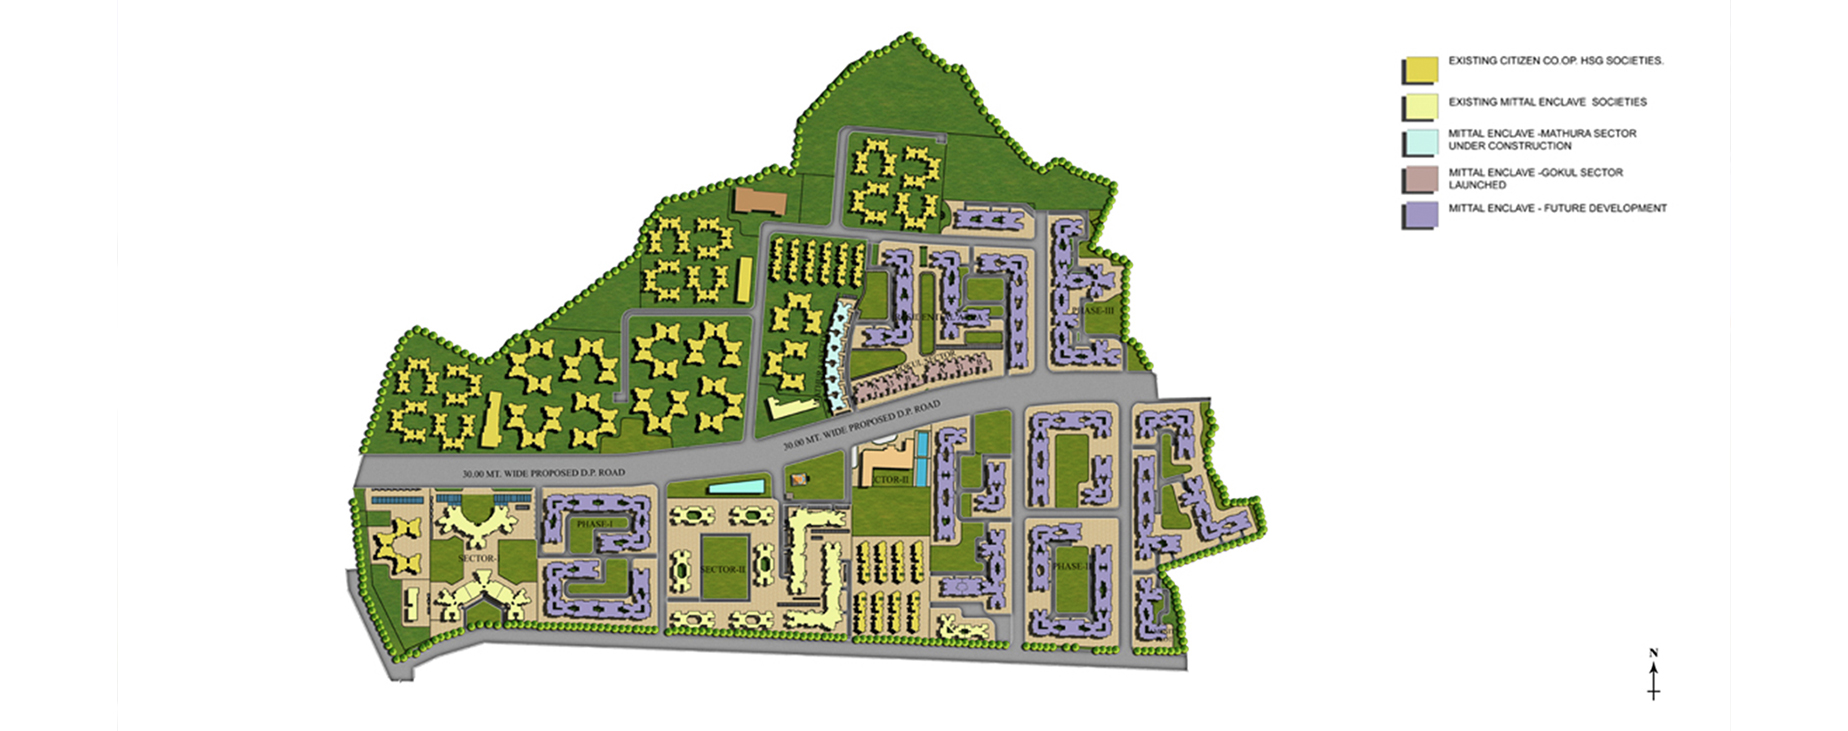 EXISTING CITIZEN CO.OP. HSG SOCIETIES.
EXISTING MITTAL ENCLAVE SOCIETIES
MITTAL ENCLAVE -MATHURA SECTOR
UNDER CONSTRUCTION
MITTAL ENCLAVE -GOKUL SECTOR
LAUNCHED
MITTAL ENCLAVE - FUTURE DEVELOPMENT
PHASE-III
GOKUL SECTOR
30.00 MT. WIDE PROPOSED D.P. ROAD
30.00 MT. WIDE PROPOSED D.P. ROAD
CTOR-II
PHASE-I
SECTOR-I
SECTOR-II
PHASE-II
N